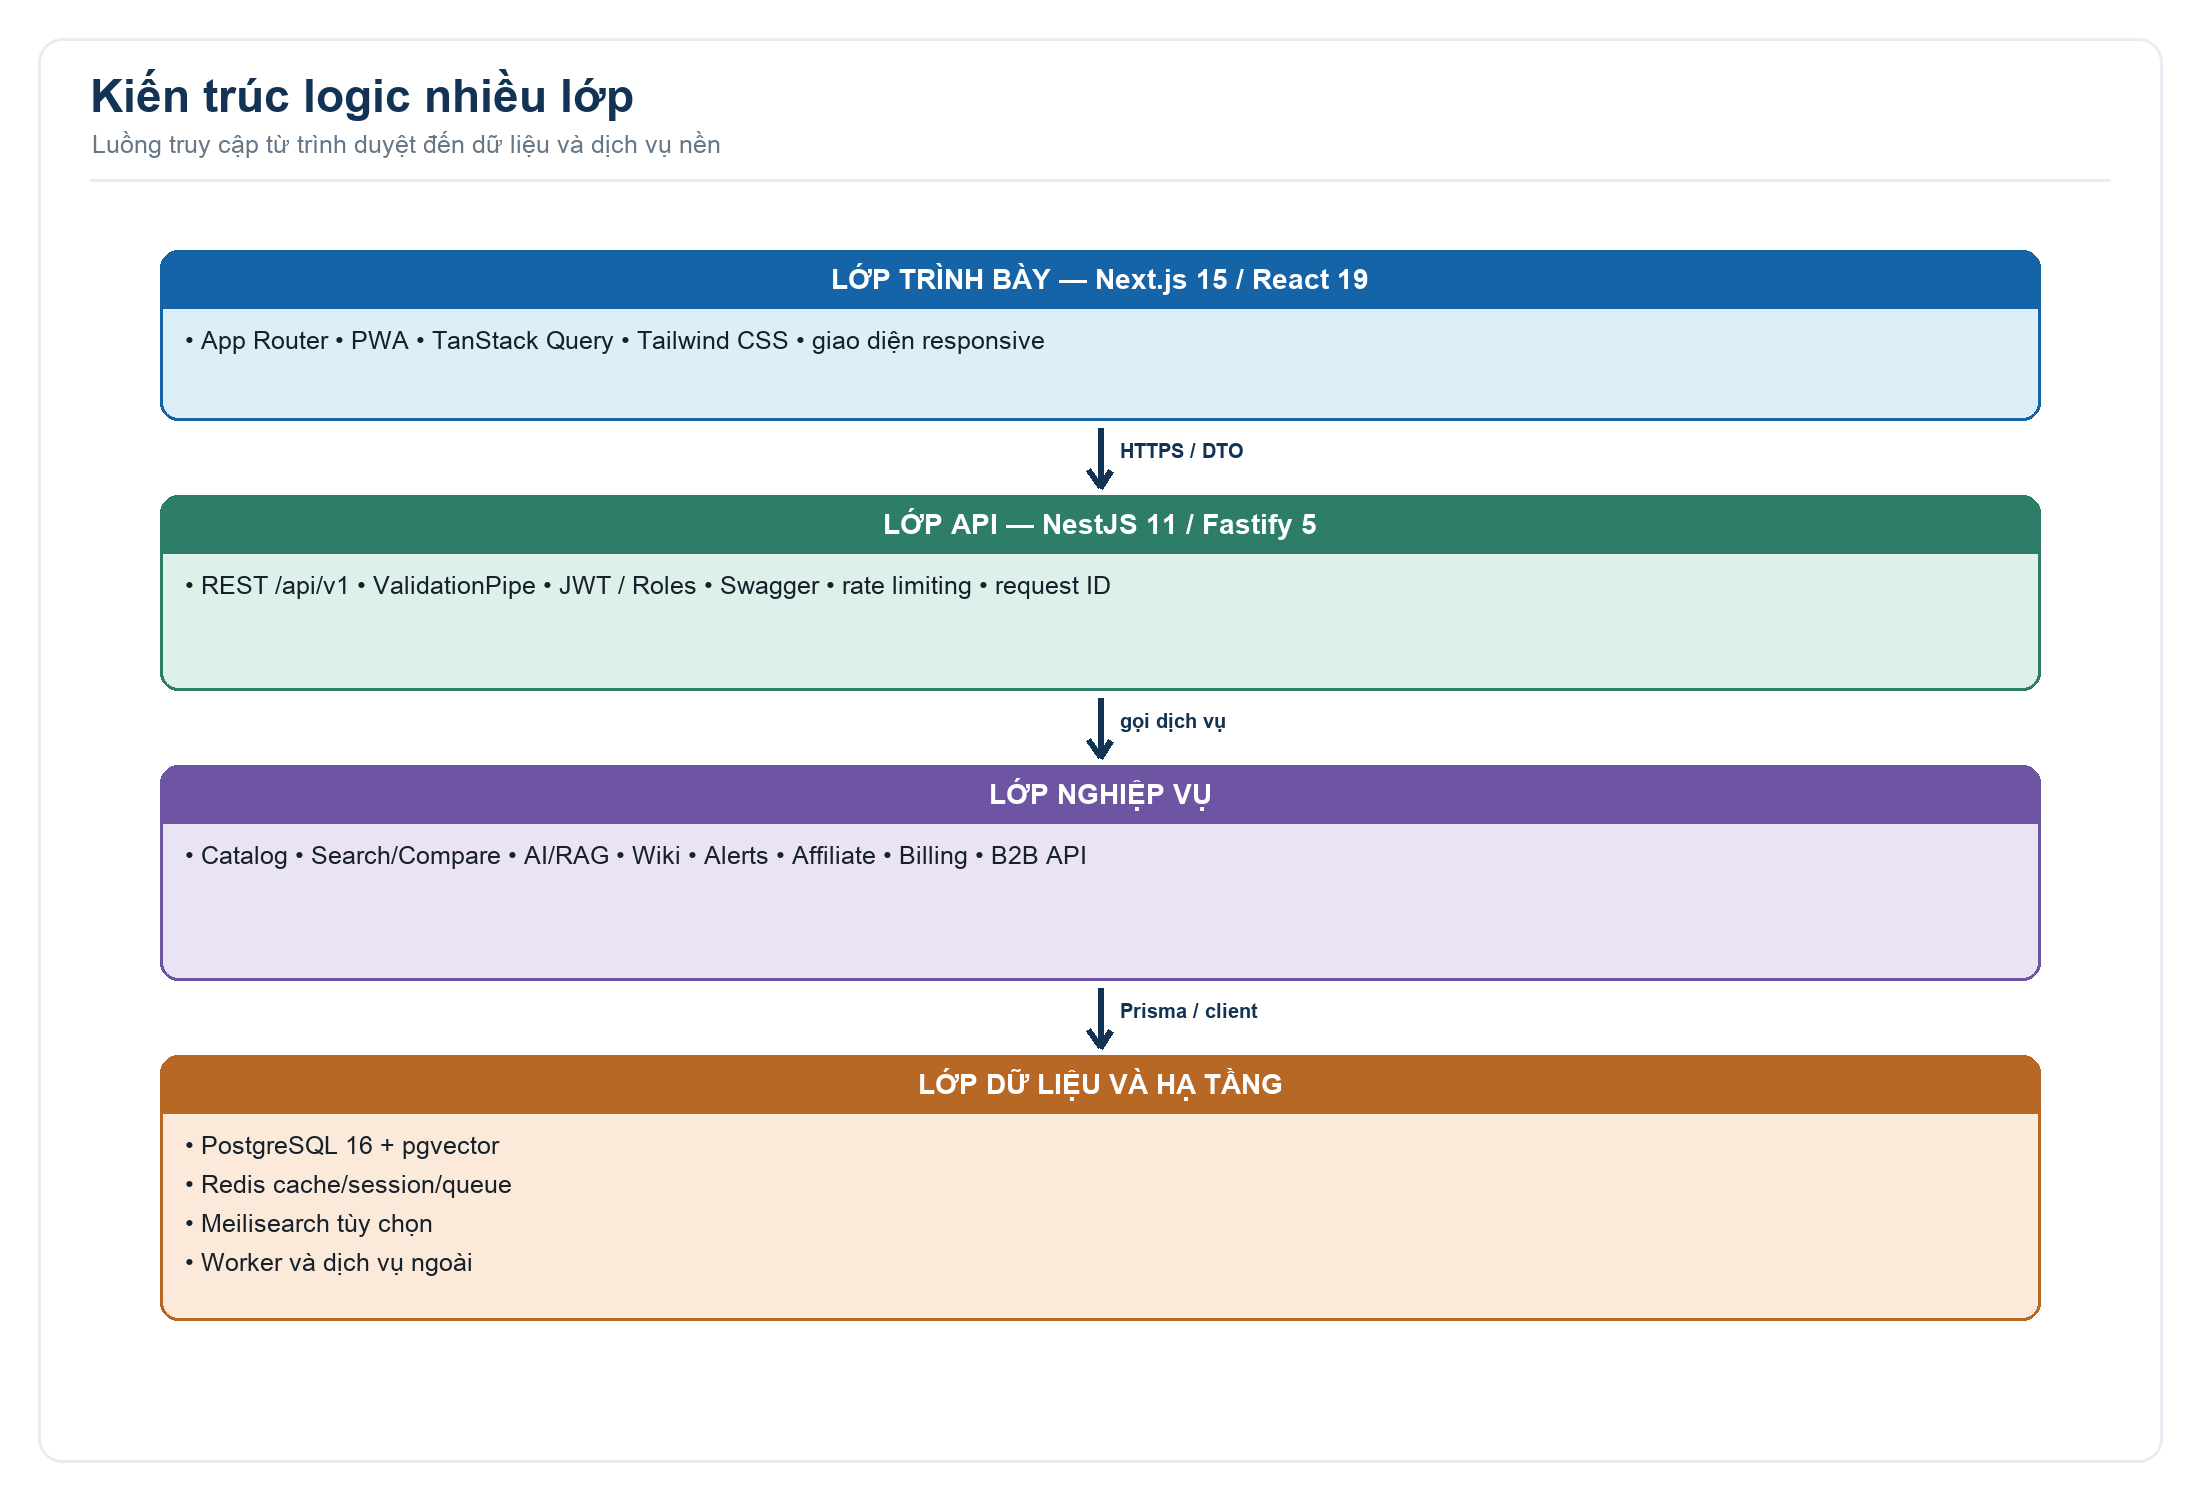 Kiến trúc logic nhiều lớp
Luồng truy cập từ trình duyệt đến dữ liệu và dịch vụ nền
LỚP TRÌNH BÀY — Next.js 15 / React 19
• App Router • PWA • TanStack Query • Tailwind CSS • giao diện responsive
HTTPS / DTO
LỚP API — NestJS 11 / Fastify 5
• REST /api/v1 • ValidationPipe • JWT / Roles • Swagger • rate limiting • request ID
gọi dịch vụ
LỚP NGHIỆP VỤ
• Catalog • Search/Compare • AI/RAG • Wiki • Alerts • Affiliate • Billing • B2B API
Prisma / client
LỚP DỮ LIỆU VÀ HẠ TẦNG
• PostgreSQL 16 + pgvector
• Redis cache/session/queue
• Meilisearch tùy chọn
• Worker và dịch vụ ngoài